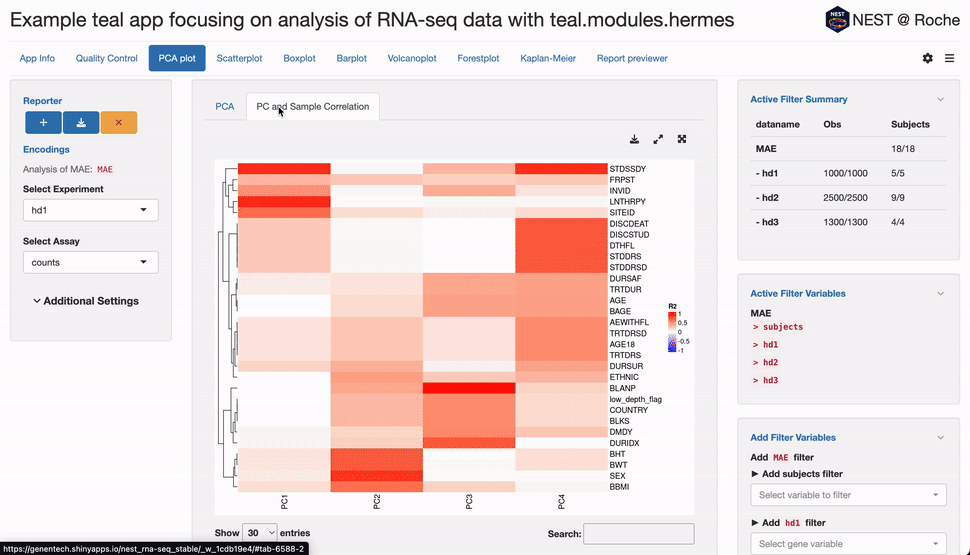 Example teal app focusing on analysis of RNA-seq data with teal.modules.hermes
NEST
NEST @ Roche
App Info Quality Control PCA plot Scatterplot Boxplot Barplot Volcanoplot Forestplot Kaplan-Meier Report previewer
Reporter
Encodings
Analysis of MAE: MAE
Select Experiment
hd1
Select Assay
counts
Additional Settings
PCA PC and Sample Correlation
STDSSDY
FRPST
INVID
LNTHRPY
SITEID
DISCDEAT
DISCSTUD
DTHFL
STDDRS
STDDRSD
DURSAF
TRTDUR
AGE
BAGE
AEWITHFL
TRTDRSD
AGE18
TRTDRS
DURSUR
ETHNIC
BLANP
low_depth_flag
COUNTRY
BLKS
DMDY
DURIDX
BHT
BWT
SEX
BBMI
PC1 PC2 PC3 PC4
R2
1
0.5
0
-0.5
-1
Show 30 entries
Search:
Active Filter Summary
dataname Obs Subjects
MAE 18/18
- hd1 1000/1000 5/5
- hd2 2500/2500 9/9
- hd3 1300/1300 4/4
Active Filter Variables
MAE
> subjects
> hd1
> hd2
> hd3
Add Filter Variables
Add MAE filter
Add subjects filter
Select variable to filter
Add hd1 filter
Select gene variable
https://genentech.shinyapps.io/nest_rna-seq_stable/_w_1cdb19e4/#tab-6588-2